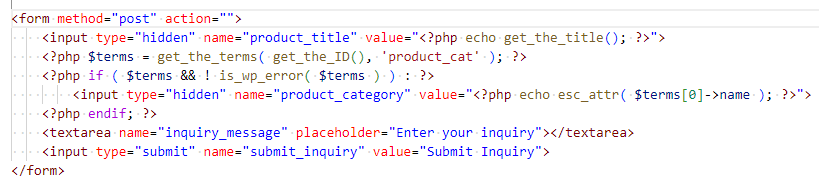 <form method="post" action="">
    <input type="hidden" name="product_title" value="<?php echo get_the_title(); ?>">
    <?php $terms = get_the_terms( get_the_ID(), 'product_cat' ); ?>
    <?php if ( $terms && ! is_wp_error( $terms ) ) : ?>
        <input type="hidden" name="product_category" value="<?php echo esc_attr( $terms[0]->name ); ?>">
    <?php endif; ?>
    <textarea name="inquiry_message" placeholder="Enter your inquiry"></textarea>
    <input type="submit" name="submit_inquiry" value="Submit Inquiry">
</form>